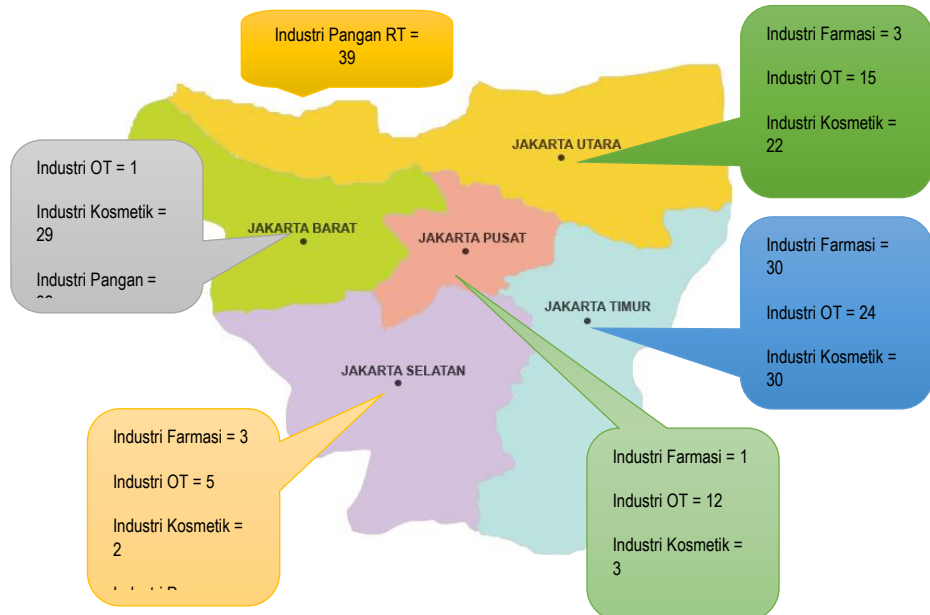 Industri Pangan RT =
39
Industri Farmasi = 3
Industri OT = 15
Industri Kosmetik =
22
JAKARTA UTARA
Industri OT = 1
Industri Kosmetik =
29
Industri Pangan =
JAKARTA BARAT
JAKARTA PUSAT
Industri Farmasi =
30
Industri OT = 24
Industri Kosmetik =
30
JAKARTA TIMUR
JAKARTA SELATAN
Industri Farmasi = 3
Industri OT = 5
Industri Kosmetik =
2
Industri Farmasi = 1
Industri OT = 12
Industri Kosmetik =
3